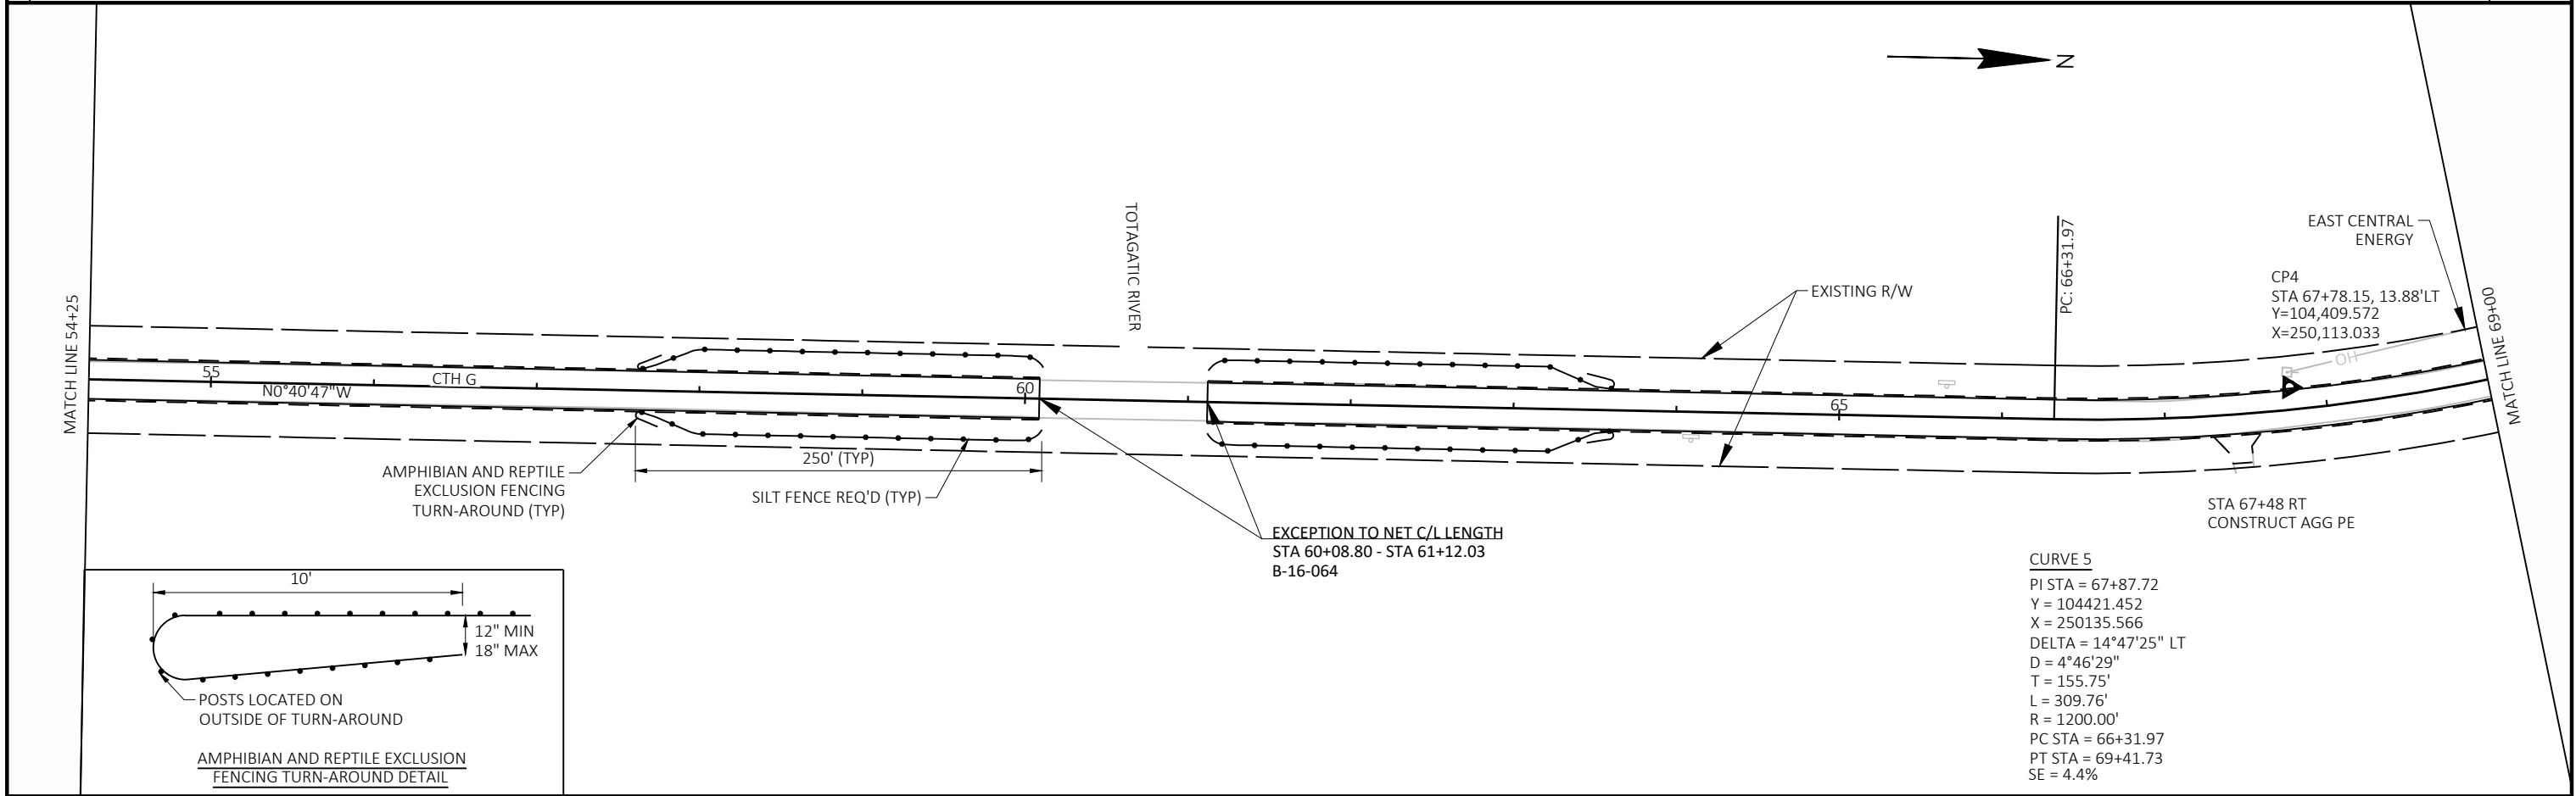 N
MATCH LINE 54+25
55
N0°40'47"W
CTH G
60
TOTAGATIC RIVER
EXISTING R/W
65
PC: 66+31.97
EAST CENTRAL
ENERGY
CP4
STA 67+78.15, 13.88'LT
Y=104,409.572
X=250,113.033
OH
MATCH LINE 69+00
AMPHIBIAN AND REPTILE
EXCLUSION FENCING
TURN-AROUND (TYP)
250' (TYP)
SILT FENCE REQ'D (TYP)
EXCEPTION TO NET C/L LENGTH
STA 60+08.80 - STA 61+12.03
B-16-064
STA 67+48 RT
CONSTRUCT AGG PE
CURVE 5
PI STA = 67+87.72
Y = 104421.452
X = 250135.566
DELTA = 14°47'25" LT
D = 4°46'29"
T = 155.75'
L = 309.76'
R = 1200.00'
PC STA = 66+31.97
PT STA = 69+41.73
SE = 4.4%
10'
12" MIN
18" MAX
POSTS LOCATED ON
OUTSIDE OF TURN-AROUND
AMPHIBIAN AND REPTILE EXCLUSION
FENCING TURN-AROUND DETAIL